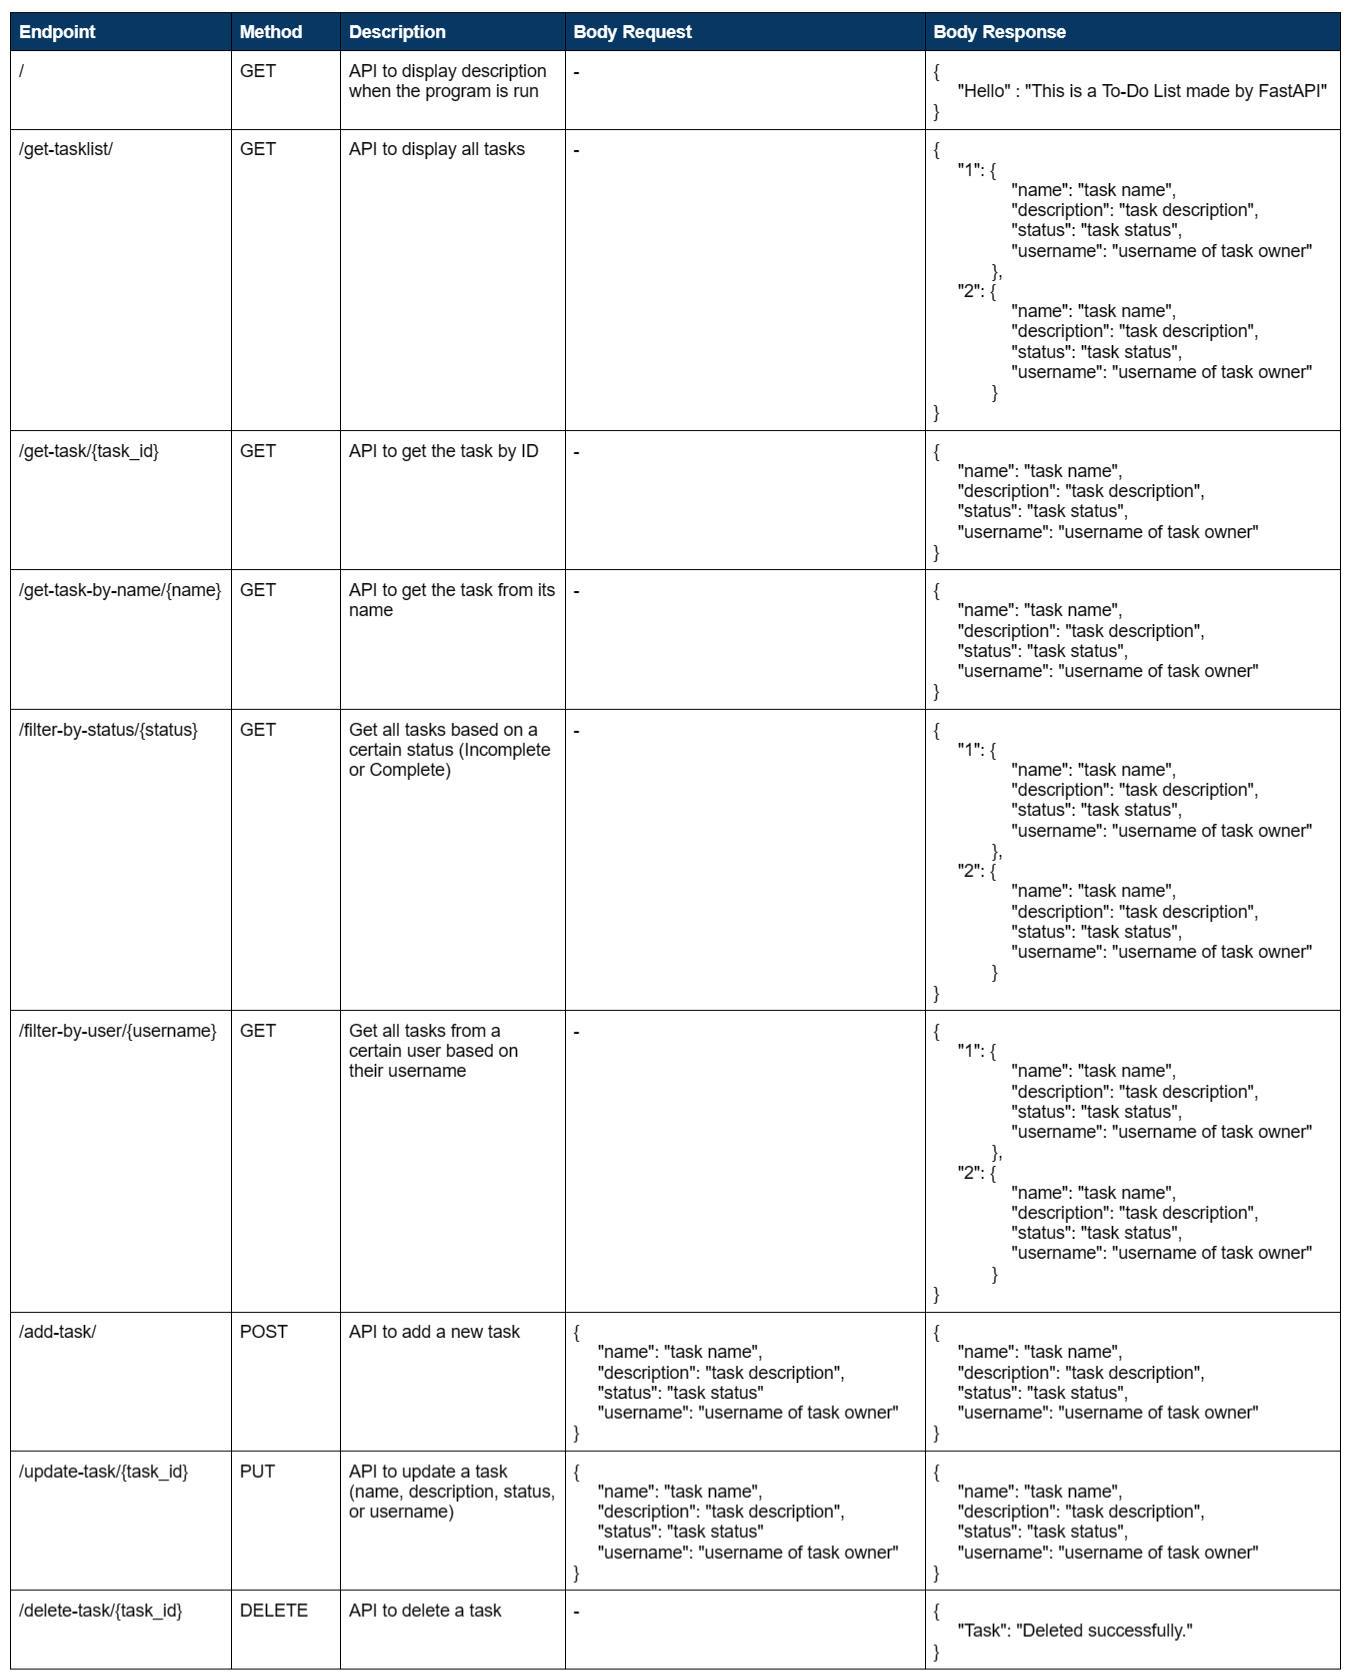 Endpoint Method Description Body Request Body Response
/ GET API to display description - {
when the program is run "Hello" : "This is a To-Do List made by FastAPI"
}
/get-tasklist/ GET API to display all tasks - {
"1": {
"name": "task name",
"description": "task description",
"status": "task status",
"username": "username of task owner"
},
"2": {
"name": "task name",
"description": "task description",
"status": "task status",
"username": "username of task owner"
}
}
/get-task/{task_id} GET API to get the task by ID - {
"name": "task name",
"description": "task description",
"status": "task status",
"username": "username of task owner"
}
/get-task-by-name/{name} GET API to get the task from its - {
name "name": "task name",
"description": "task description",
"status": "task status",
"username": "username of task owner"
}
/filter-by-status/{status} GET Get all tasks based on a - {
certain status (Incomplete "1": {
or Complete) "name": "task name",
"description": "task description",
"status": "task status",
"username": "username of task owner"
},
"2": {
"name": "task name",
"description": "task description",
"status": "task status",
"username": "username of task owner"
}
}
/filter-by-user/{username} GET Get all tasks from a - {
certain user based on "1": {
their username "name": "task name",
"description": "task description",
"status": "task status",
"username": "username of task owner"
},
"2": {
"name": "task name",
"description": "task description",
"status": "task status",
"username": "username of task owner"
}
}
/add-task/ POST API to add a new task { {
"name": "task name", "name": "task name",
"description": "task description", "description": "task description",
"status": "task status" "status": "task status",
"username": "username of task owner" "username": "username of task owner"
} }
/update-task/{task_id} PUT API to update a task { {
(name, description, status, "name": "task name", "name": "task name",
or username) "description": "task description", "description": "task description",
"status": "task status" "status": "task status",
"username": "username of task owner" "username": "username of task owner"
} }
/delete-task/{task_id} DELETE API to delete a task - {
"Task": "Deleted successfully."
}